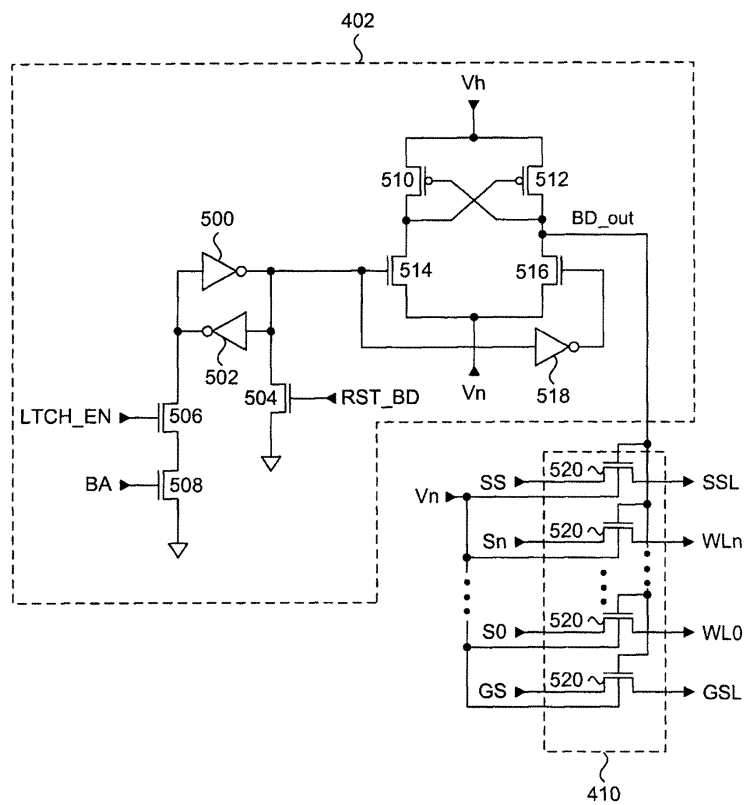 402
Vh
510
512
BD_out
500
514
516
502
518
Vn
LTCH_EN
506
504
RST_BD
BA
508
Vn
SS
520
SSL
Sn
520
WLn
S0
520
WL0
GS
520
GSL
410